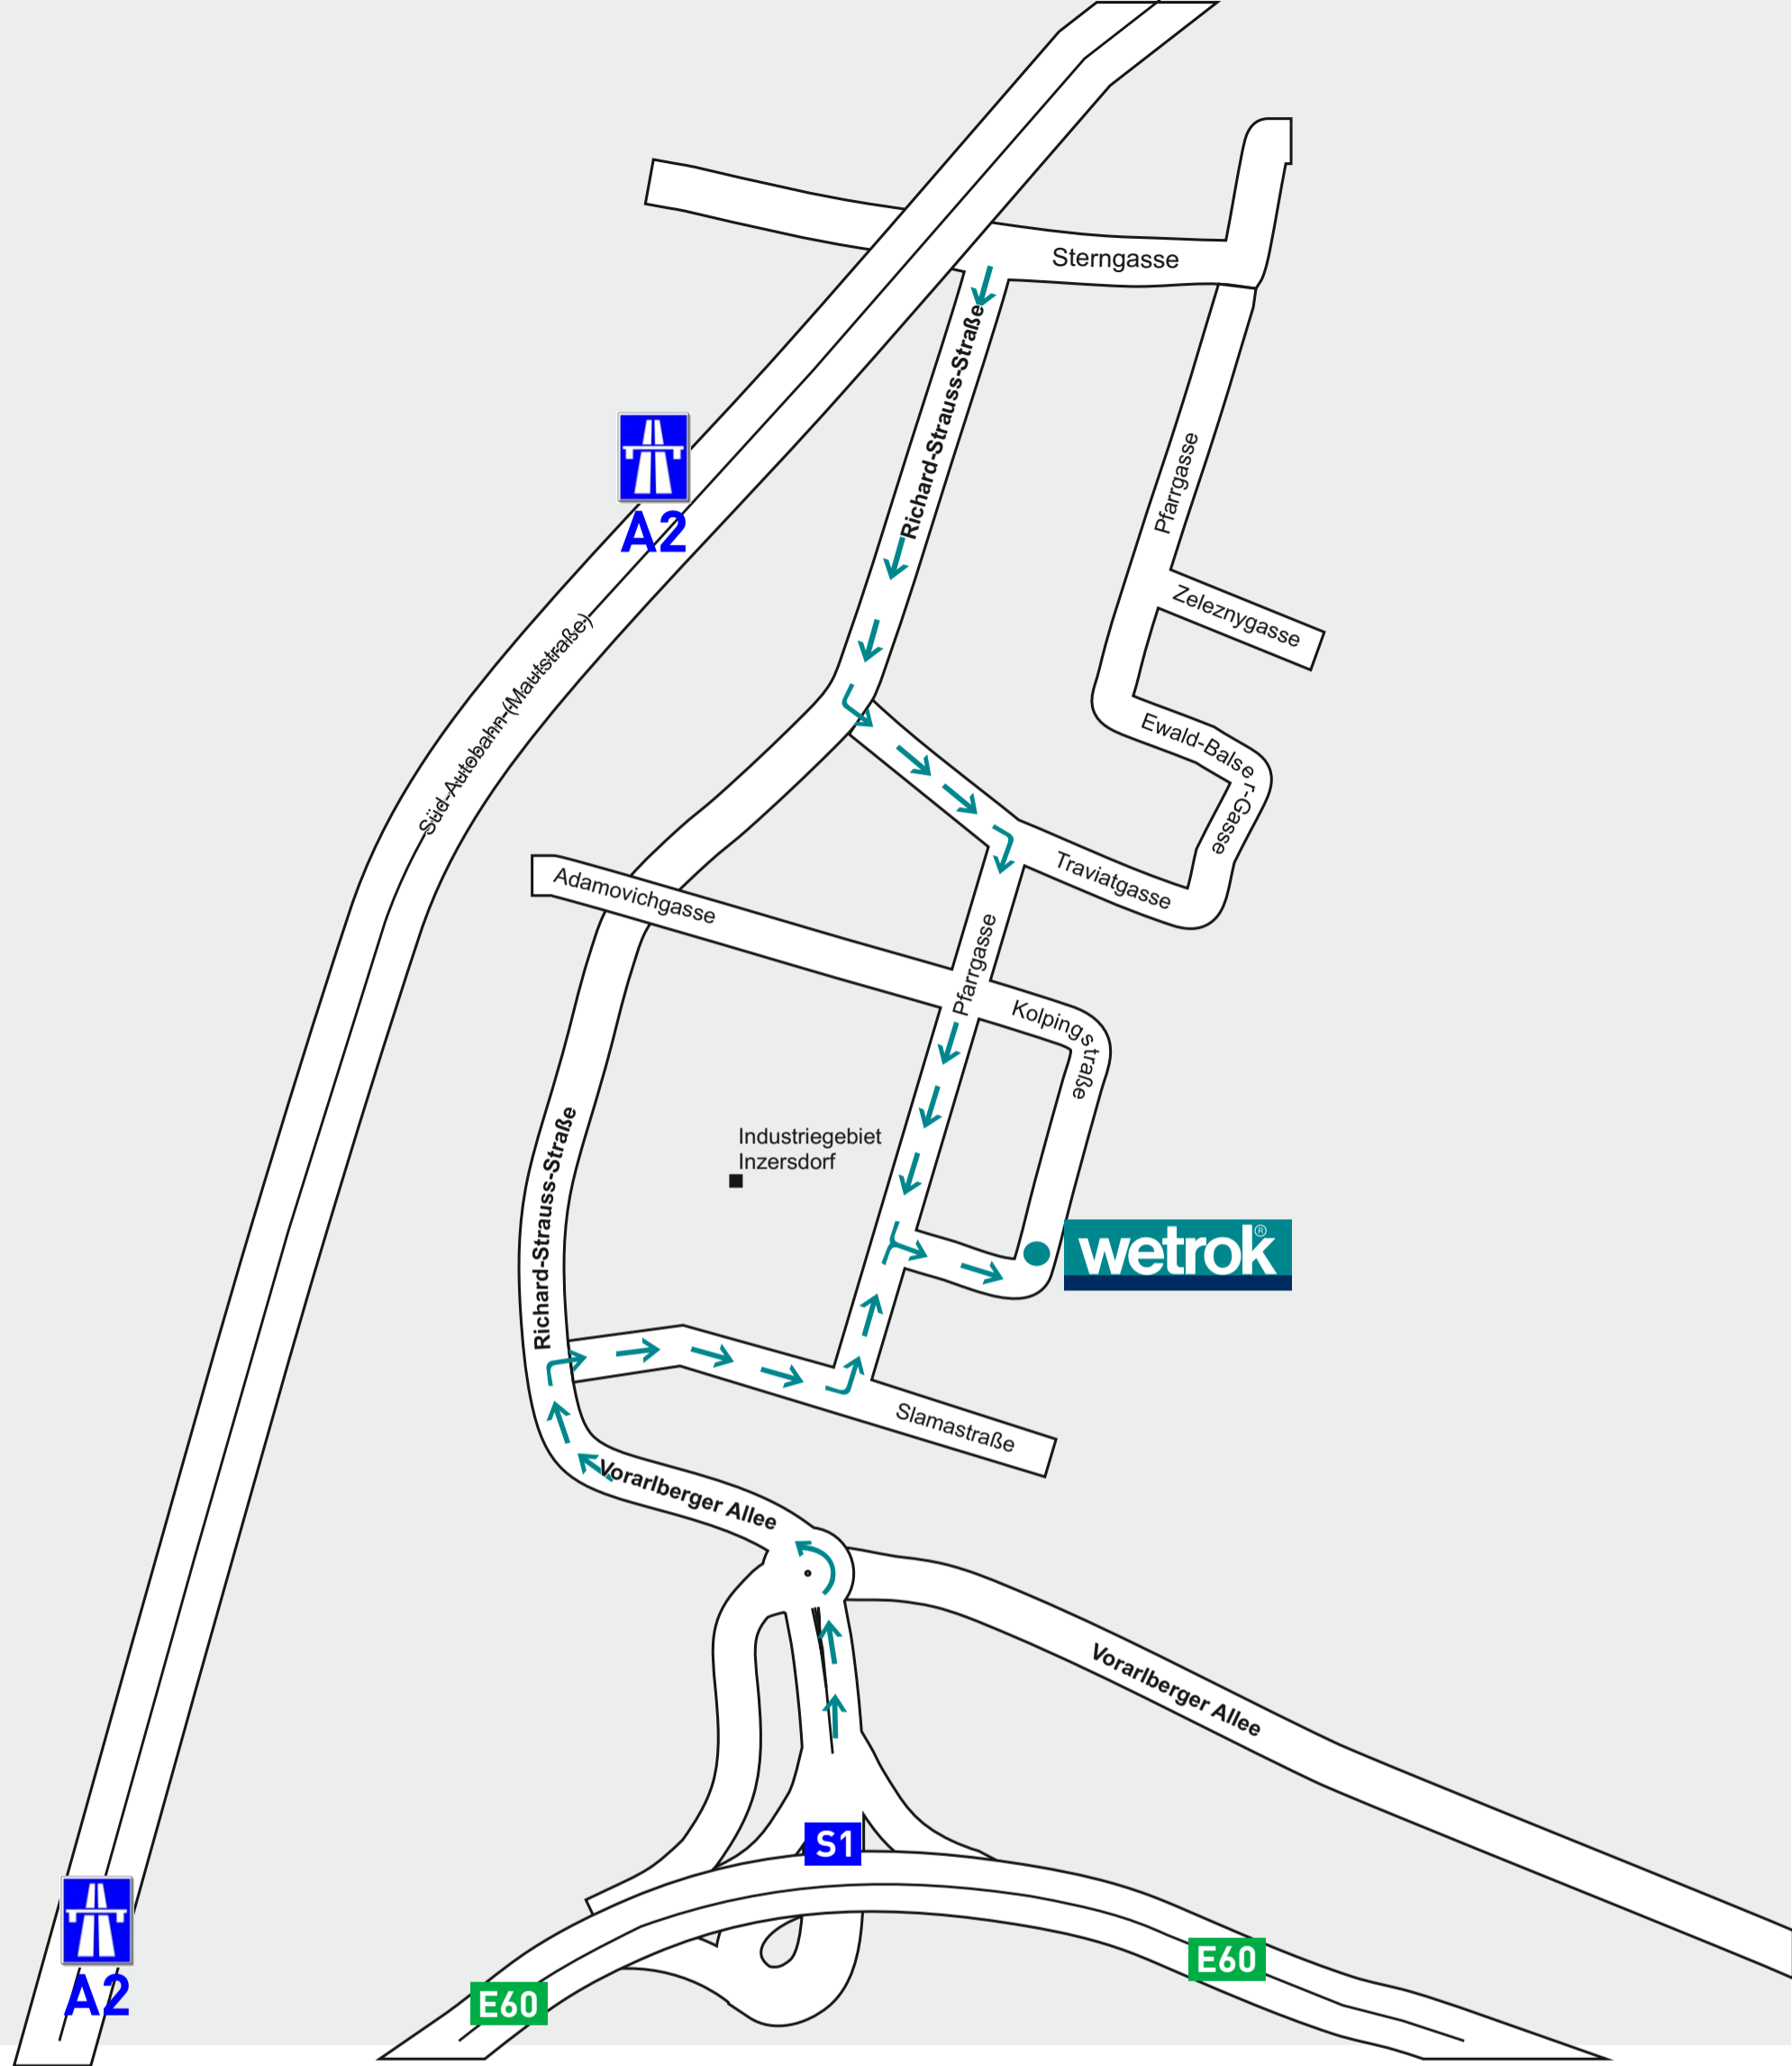 Sterngasse
Richard-Strauss-Straße
Pfarrgasse
A2
Zeleznygasse
Süd-Autobahn (Mautstraße)
Ewald-Balser-Gasse
Traviatgasse
Adamovichgasse
Pfarrgasse
Kolpingstraße
Industriegebiet
Inzersdorf
Richard-Strauss-Straße
wetrok®
Slamastraße
Vorarlberger Allee
Vorarlberger Allee
S1
E60
A2
E60